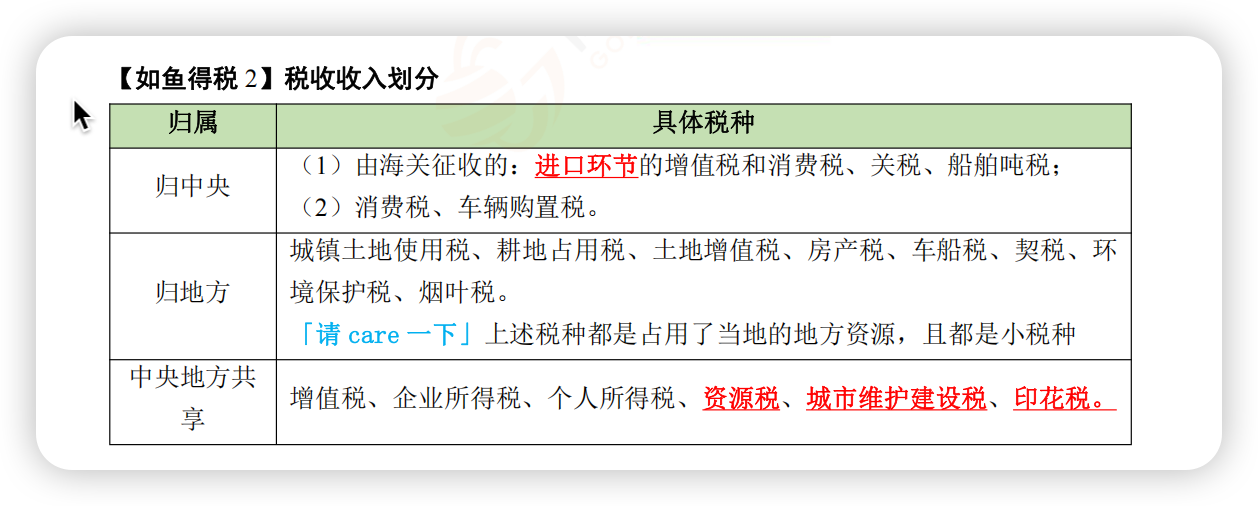 【如鱼得税 2】税收收入划分
归属 具体税种
归中央
（1）由海关征收的：进口环节的增值税和消费税、关税、船舶吨税；
（2）消费税、车辆购置税。
归地方
城镇土地使用税、耕地占用税、土地增值税、房产税、车船税、契税、环
境保护税、烟叶税。
「请 care 一下」上述税种都是占用了当地的地方资源，且都是小税种
中央地方共
享
增值税、企业所得税、个人所得税、资源税、城市维护建设税、印花税。